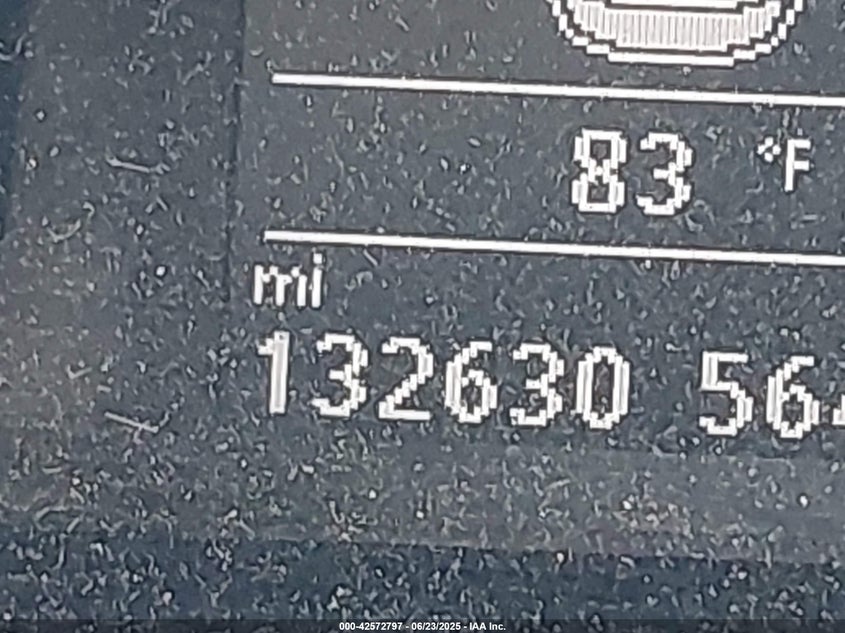 83 °F
mi
132630 56
000-42572797 - 06/23/2025 - IAA Inc.